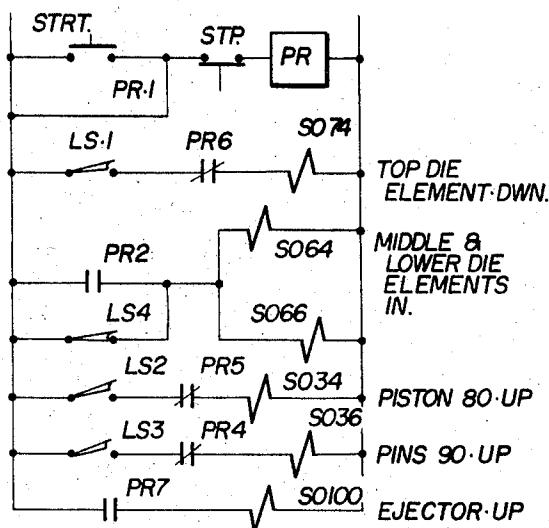 STRT.
STP.
PR
PR·1
LS·1
PR6
SO74
TOP DIE
ELEMENT·DWN.
PR2
SO64
MIDDLE &
LOWER DIE
ELEMENTS
IN.
LS4
SO66
LS2
PR5
SO34
PISTON 80·UP
LS3
PR4
SO36
PINS 90·UP
PR7
SO100
EJECTOR·UP